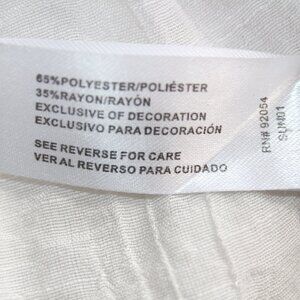 65%POLYESTER/POLIÉSTER
35%RAYON/RAYÓN
EXCLUSIVE OF DECORATION
EXCLUSIVO PARA DECORACIÓN
SEE REVERSE FOR CARE
VER AL REVERSO PARA CUIDADO
RN# 92054
SUM01